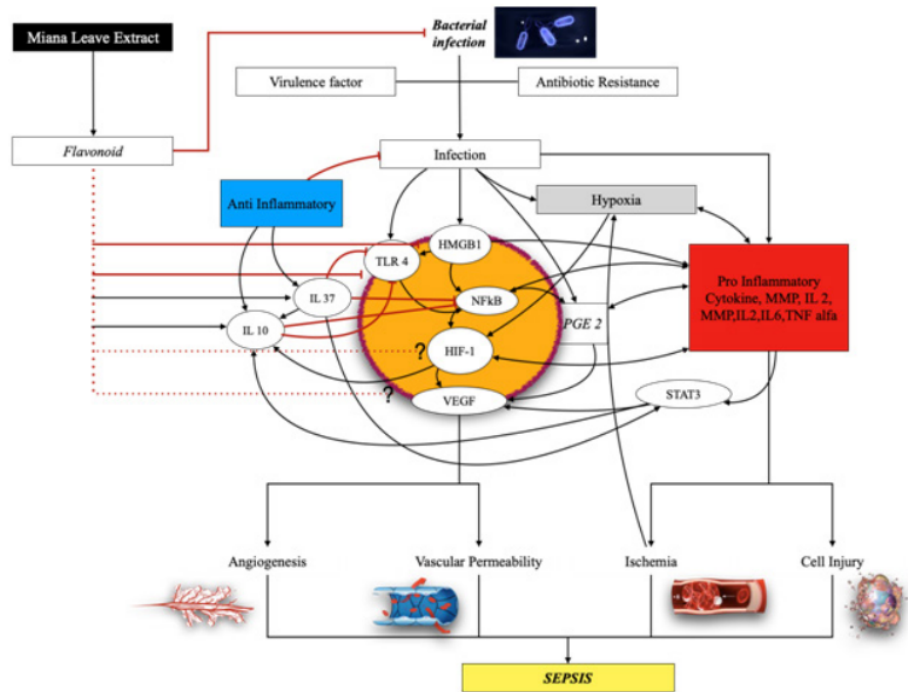 Miana Leave Extract
Bacterial
infection
Virulence factor
Antibiotic Resistance
Flavonoid
Infection
Anti Inflammatory
Hypoxia
HMGB1
TLR 4
Pro Inflammatory
Cytokine, MMP, IL 2,
MMP,IL2,IL6,TNF alfa
IL 37
NFkB
PGE 2
IL 10
?
HIF-1
?
VEGF
STAT3
Angiogenesis
Vascular Permeability
Ischemia
Cell Injury
SEPSIS